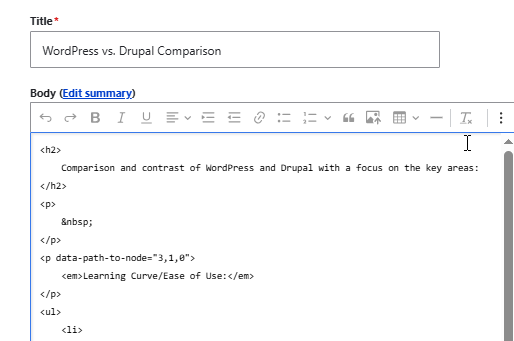 Title*
WordPress vs. Drupal Comparison
Body (Edit summary)
B I U
<h2>
Comparison and contrast of WordPress and Drupal with a focus on the key areas:
</h2>
<p>
&nbsp;
</p>
<p data-path-to-node="3,1,0">
<em>Learning Curve/Ease of Use:</em>
</p>
<ul>
<li>